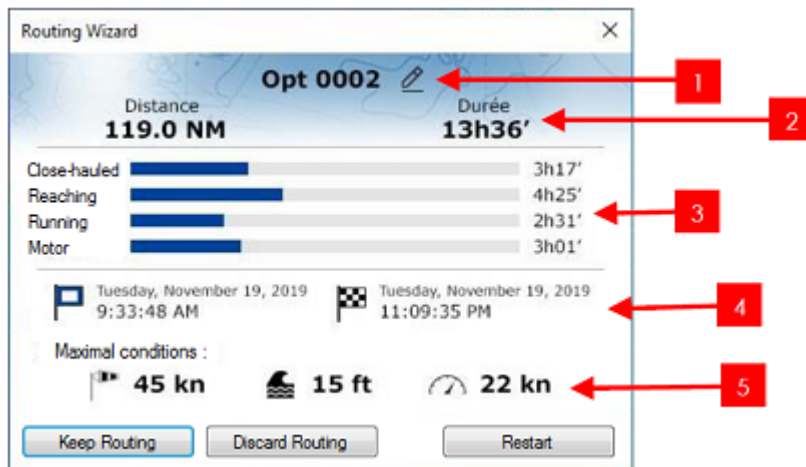 Routing Wizard
Opt 0002
1
Distance
Durée
119.0 NM
13h36’
2
Close-hauled 3h17’
Reaching 4h25’
3
Running 2h31’
Motor 3h01’
Tuesday, November 19, 2019
9:33:48 AM
Tuesday, November 19, 2019
11:09:35 PM
4
Maximal conditions :
45 kn
15 ft
22 kn
5
Keep Routing
Discard Routing
Restart